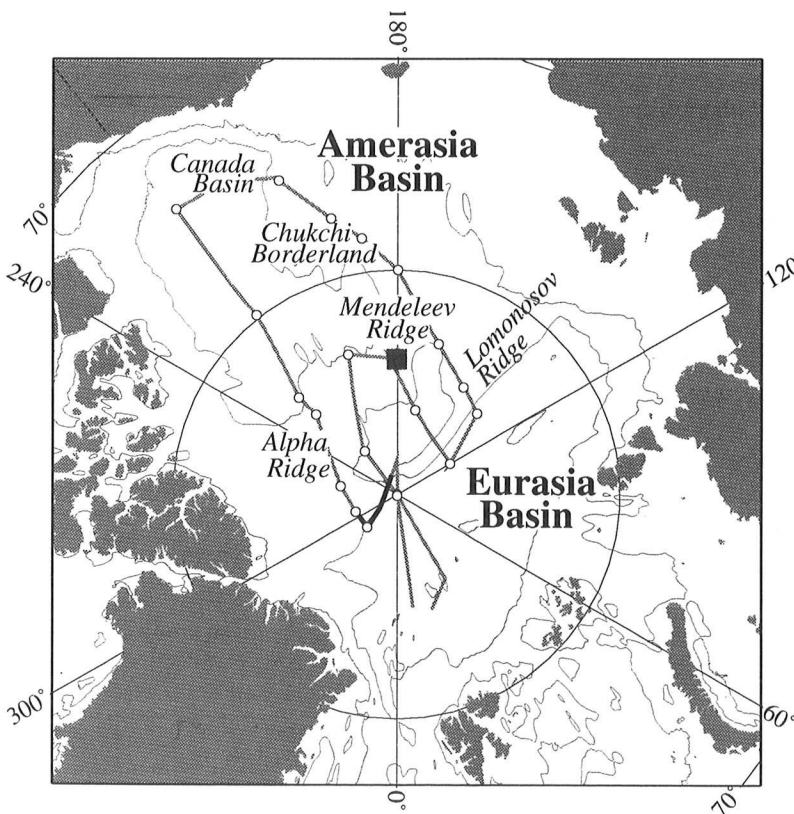 180°
Amerasia
Basin
Canada
Basin
70°
240°
Chukchi
Borderland
120
Mendeleev
Ridge
Lomonosov
Ridge
Alpha
Ridge
Eurasia
Basin
300°
60°
0°
70°